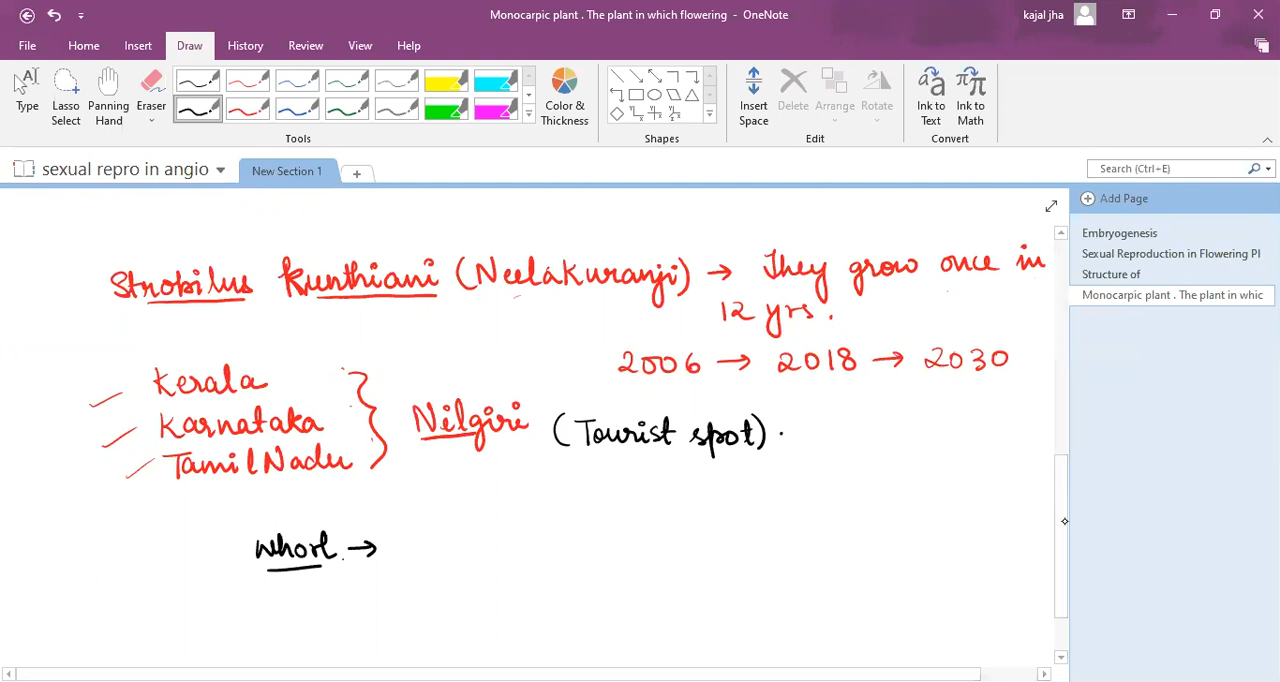 Monocarpic plant . The plant in which flowering - OneNote
kajal jha
File Home Insert Draw History Review View Help
Type
Lasso Select
Panning Hand
Eraser
Color & Thickness
Insert Space
Delete
Arrange
Rotate
Ink to Text
Ink to Math
Tools
Shapes
Edit
Convert
sexual repro in angio
New Section 1
Search (Ctrl+E)
Add Page
Embryogenesis
Sexual Reproduction in Flowering Pl
Structure of
Monocarpic plant . The plant in whic
Strobilus Kunthiani (Neelakuranji) → They grow once in
12 yrs.
2006 → 2018 → 2030
Kerala
Karnataka
Tamil Nadu
Nilgiri (Tourist spot).
Whorl →